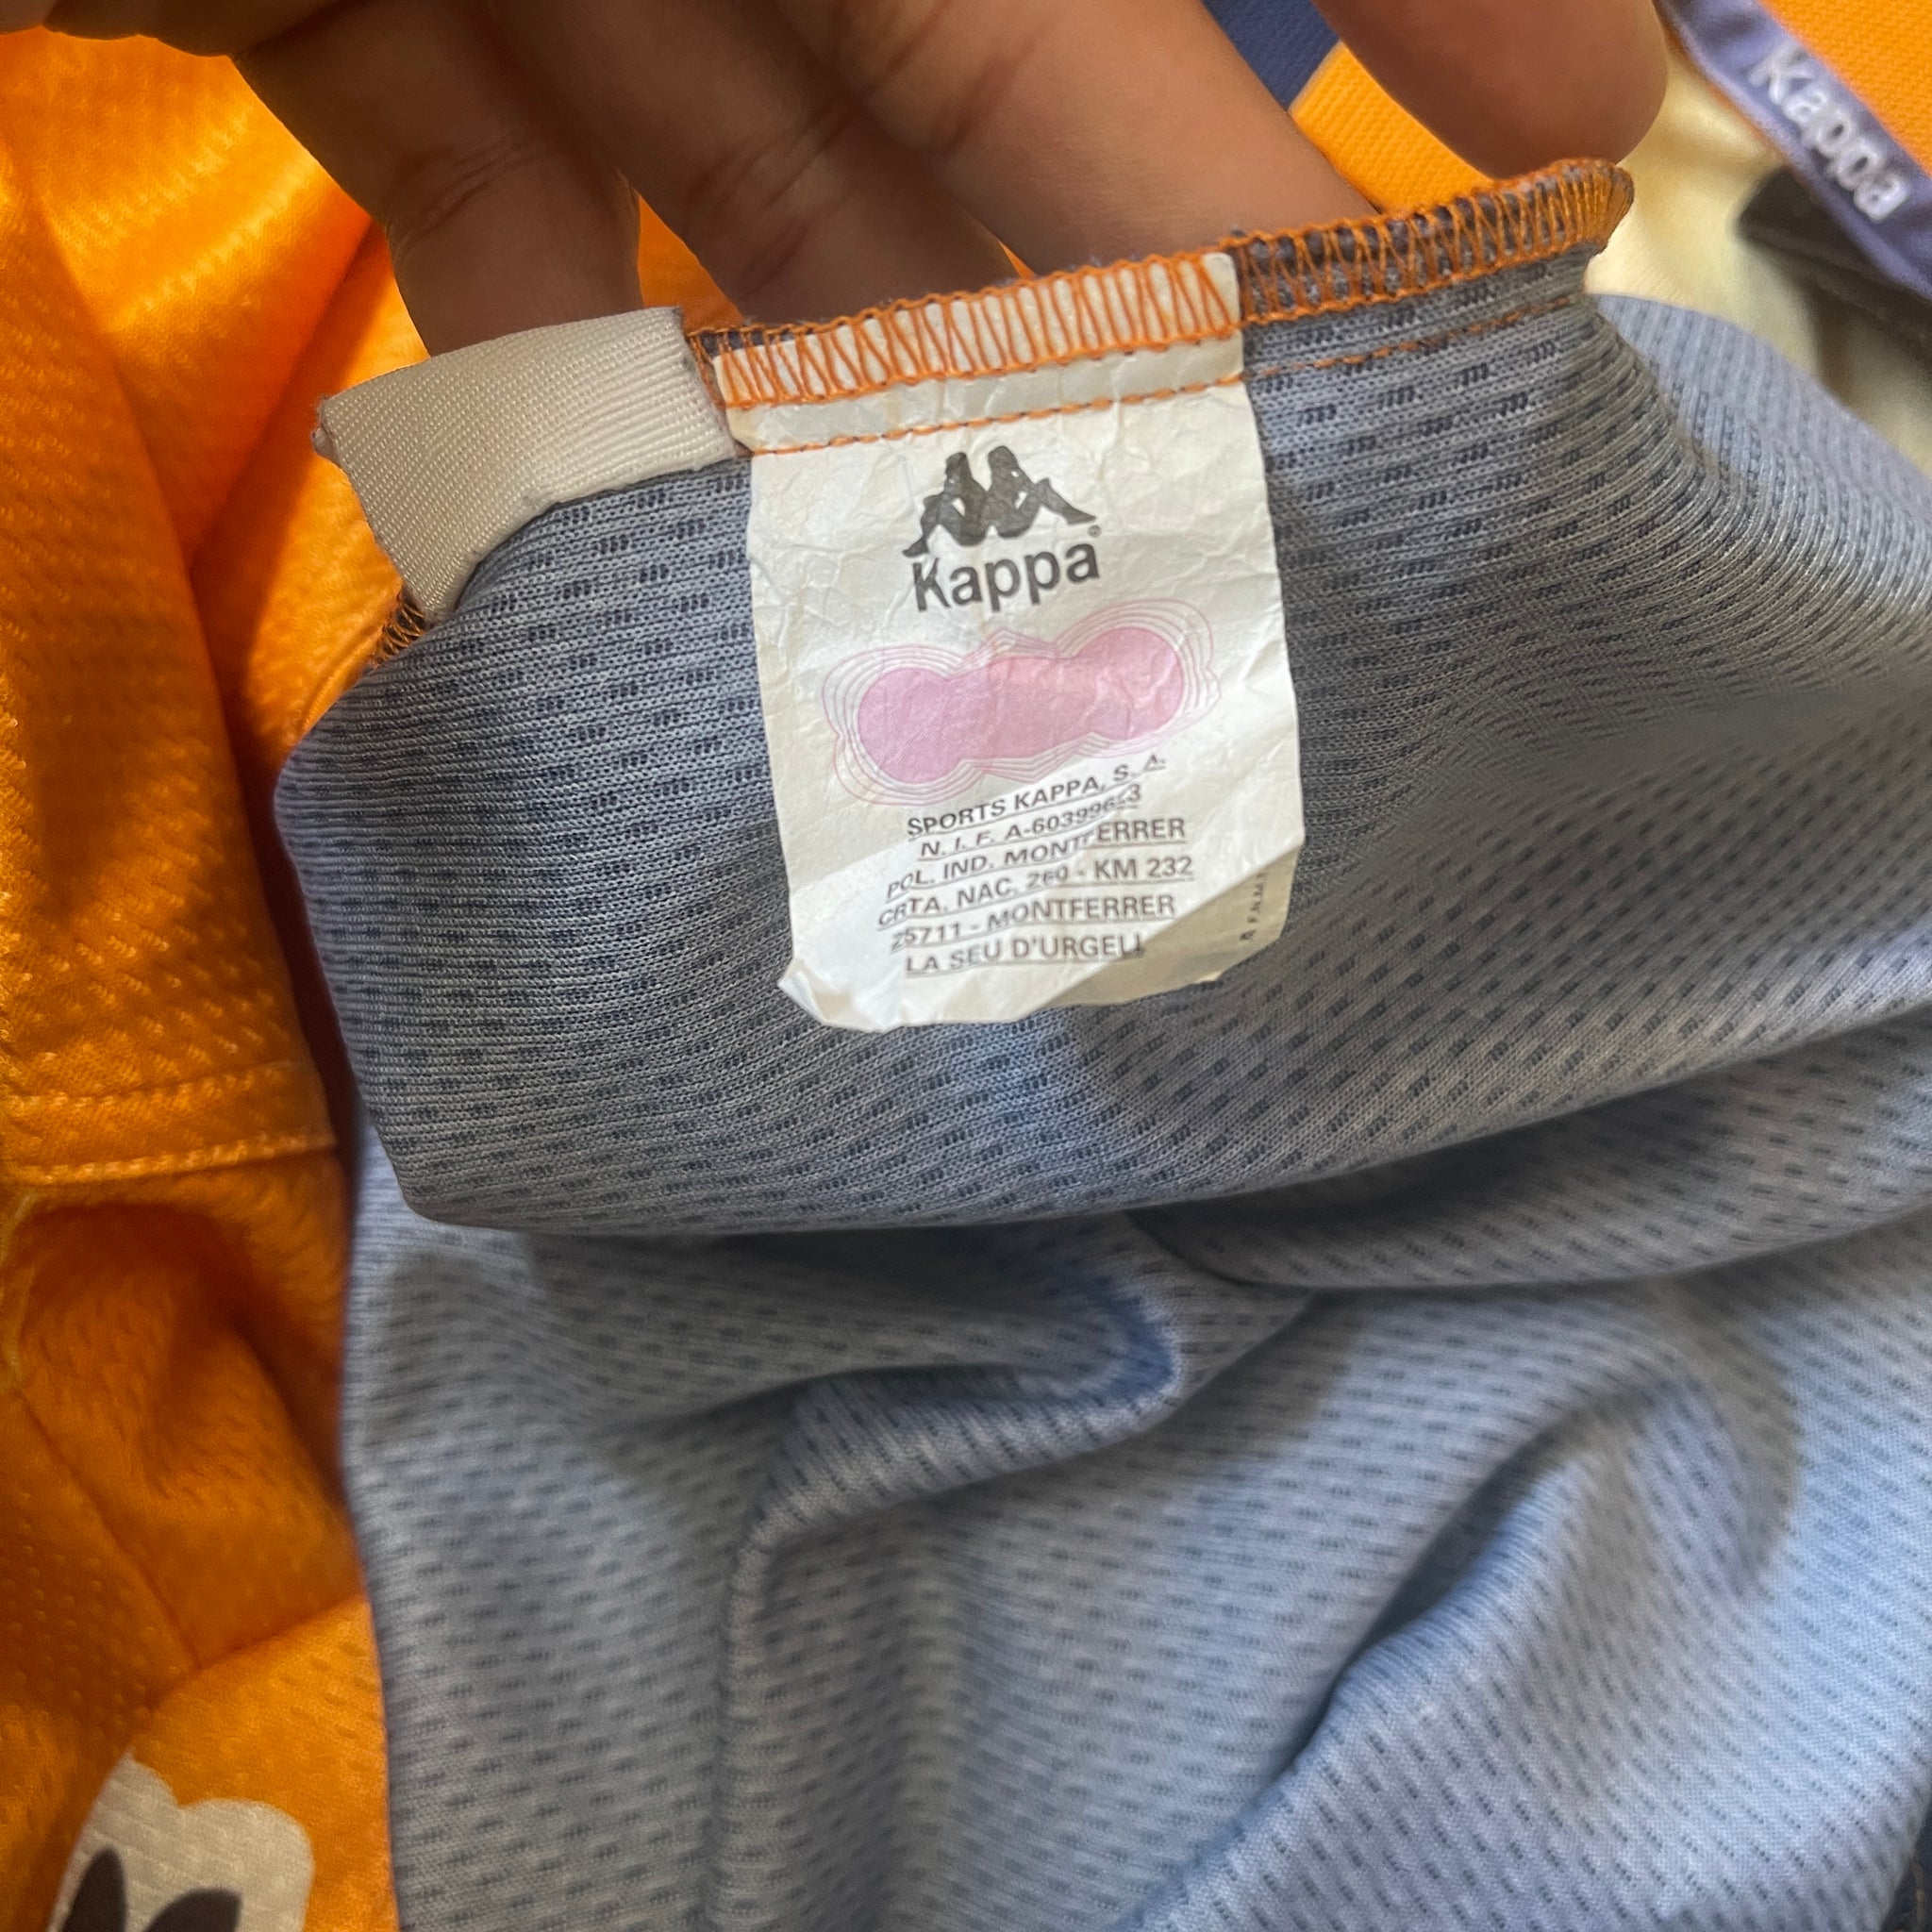 Kappa
Kappa
SPORTS KAPPA, S. A.
N. I. F. A-60399623
POL. IND. MONTFERRER
CRTA. NAC. 260 - KM 232
25711 - MONTFERRER
LA SEU D'URGELL